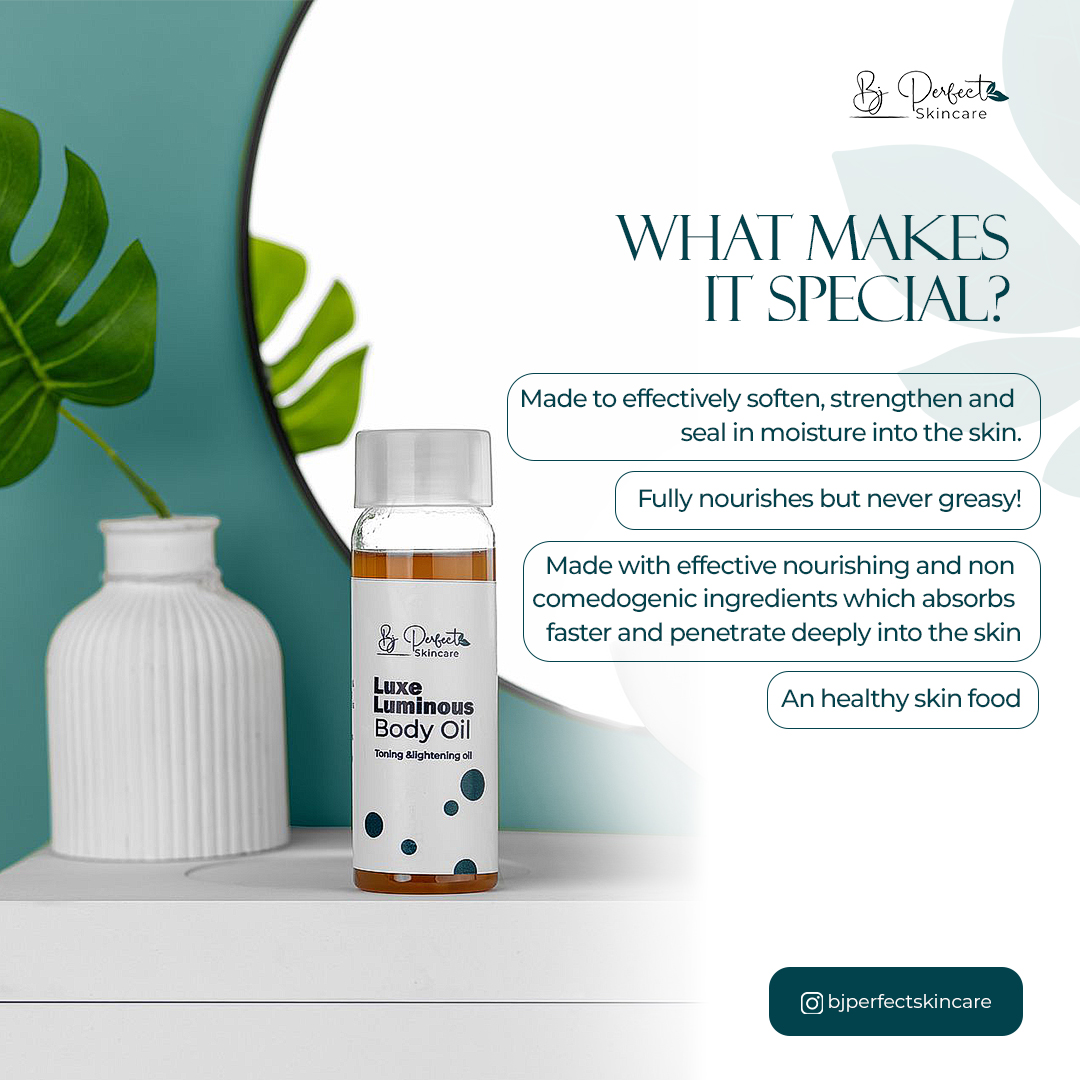 Bj Perfect
Skincare
WHAT MAKES
IT SPECIAL?
Made to effectively soften, strengthen and
seal in moisture into the skin.
Fully nourishes but never greasy!
Made with effective nourishing and non
comedogenic ingredients which absorbs
faster and penetrate deeply into the skin
An healthy skin food
Bj Perfect
Skincare
Luxe
Luminous
Body Oil
Toning &lightening oil
bjperfectskincare